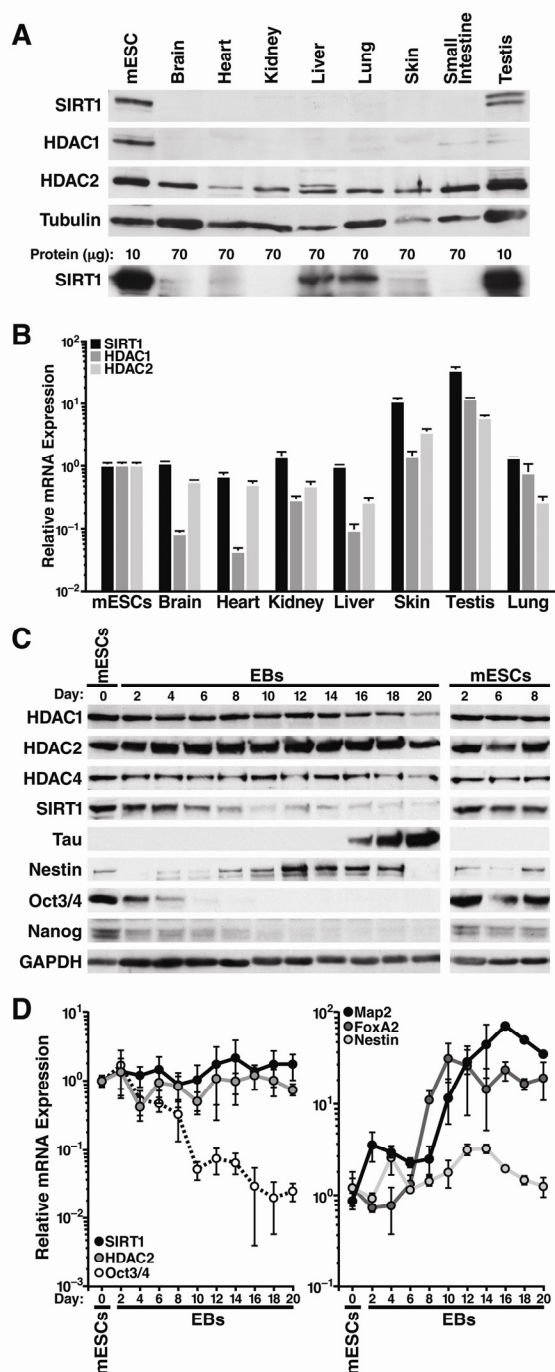 A
mESC Brain Heart Kidney Liver Lung Skin Small Intestine Testis
SIRT1
HDAC1
HDAC2
Tubulin
Protein (μg): 10 70 70 70 70 70 70 70 10
SIRT1
B
SIRT1
HDAC1
HDAC2
Relative mRNA Expression
10²
10¹
10⁰
10⁻¹
10⁻²
mESCs Brain Heart Kidney Liver Skin Testis Lung
C
mESCs EBs mESCs
Day: 0 2 4 6 8 10 12 14 16 18 20 2 6 8
HDAC1
HDAC2
HDAC4
SIRT1
Tau
Nestin
Oct3/4
Nanog
GAPDH
D
Relative mRNA Expression
10¹
10⁰
10⁻¹
10⁻²
10⁻³
SIRT1
HDAC2
Oct3/4
Day: 0 2 4 6 8 10 12 14 16 18 20
mESCs EBs
Map2
FoxA2
Nestin
10²
10¹
10⁰
10⁻¹
0 2 4 6 8 10 12 14 16 18 20
mESCs EBs